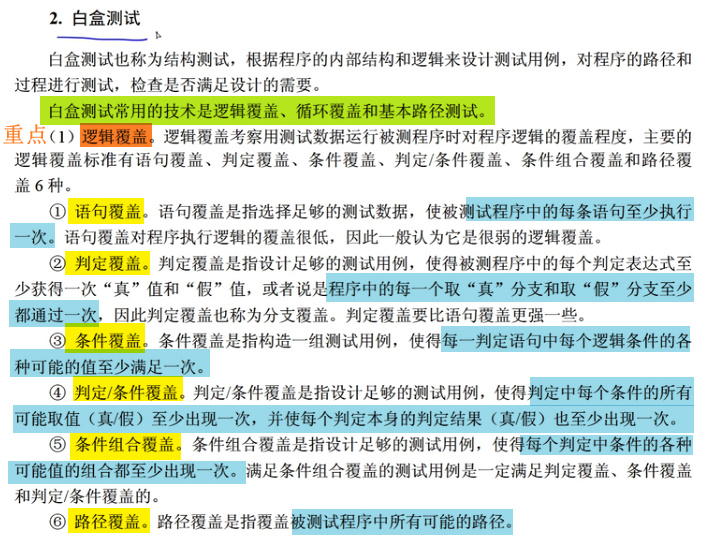 2. 白盒测试
白盒测试也称为结构测试，根据程序的内部结构和逻辑来设计测试用例，对程序的路径和
过程进行测试，检查是否满足设计的需要。
白盒测试常用的技术是逻辑覆盖、循环覆盖和基本路径测试。
重点（1）逻辑覆盖。逻辑覆盖考察用测试数据运行被测程序时对程序逻辑的覆盖程度，主要的
逻辑覆盖标准有语句覆盖、判定覆盖、条件覆盖、判定/条件覆盖、条件组合覆盖和路径覆
盖 6 种。
① 语句覆盖。语句覆盖是指选择足够的测试数据，使被测试程序中的每条语句至少执行
一次。语句覆盖对程序执行逻辑的覆盖很低，因此一般认为它是很弱的逻辑覆盖。
② 判定覆盖。判定覆盖是指设计足够的测试用例，使得被测程序中的每个判定表达式至
少获得一次“真”值和“假”值，或者说是程序中的每一个取“真”分支和取“假”分支至少
都通过一次，因此判定覆盖也称为分支覆盖。判定覆盖要比语句覆盖更强一些。
③ 条件覆盖。条件覆盖是指构造一组测试用例，使得每一判定语句中每个逻辑条件的各
种可能的值至少满足一次。
④ 判定/条件覆盖。判定/条件覆盖是指设计足够的测试用例，使得判定中每个条件的所有
可能取值（真/假）至少出现一次，并使每个判定本身的判定结果（真/假）也至少出现一次。
⑤ 条件组合覆盖。条件组合覆盖是指设计足够的测试用例，使得每个判定中条件的各种
可能值的组合都至少出现一次。满足条件组合覆盖的测试用例是一定满足判定覆盖、条件覆盖
和判定/条件覆盖的。
⑥ 路径覆盖。路径覆盖是指覆盖被测试程序中所有可能的路径。